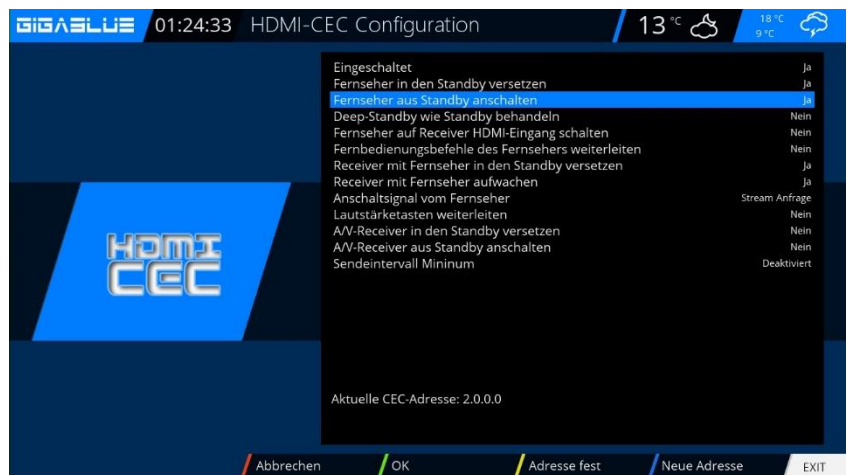 GIGABLUE 01:24:33 HDMI-CEC Configuration 13 °C 18 °C
9 °C
Eingeschaltet Ja
Fernseher in den Standby versetzen Ja
Fernseher aus Standby anschalten Ja
Deep-Standby wie Standby behandeln Nein
Fernseher auf Receiver HDMI-Eingang schalten Nein
Fernbedienungsbefehle des Fernsehers weiterleiten Nein
Receiver mit Fernseher in den Standby versetzen Ja
Receiver mit Fernseher aufwachen Ja
Anschaltsignal vom Fernseher Stream Anfrage
Lautstärketasten weiterleiten Nein
A/V-Receiver in den Standby versetzen Nein
A/V-Receiver aus Standby anschalten Nein
Sendeintervall Mininum Deaktiviert
HDMI
CEC
Aktuelle CEC-Adresse: 2.0.0.0
Abbrechen OK Adresse fest Neue Adresse EXIT